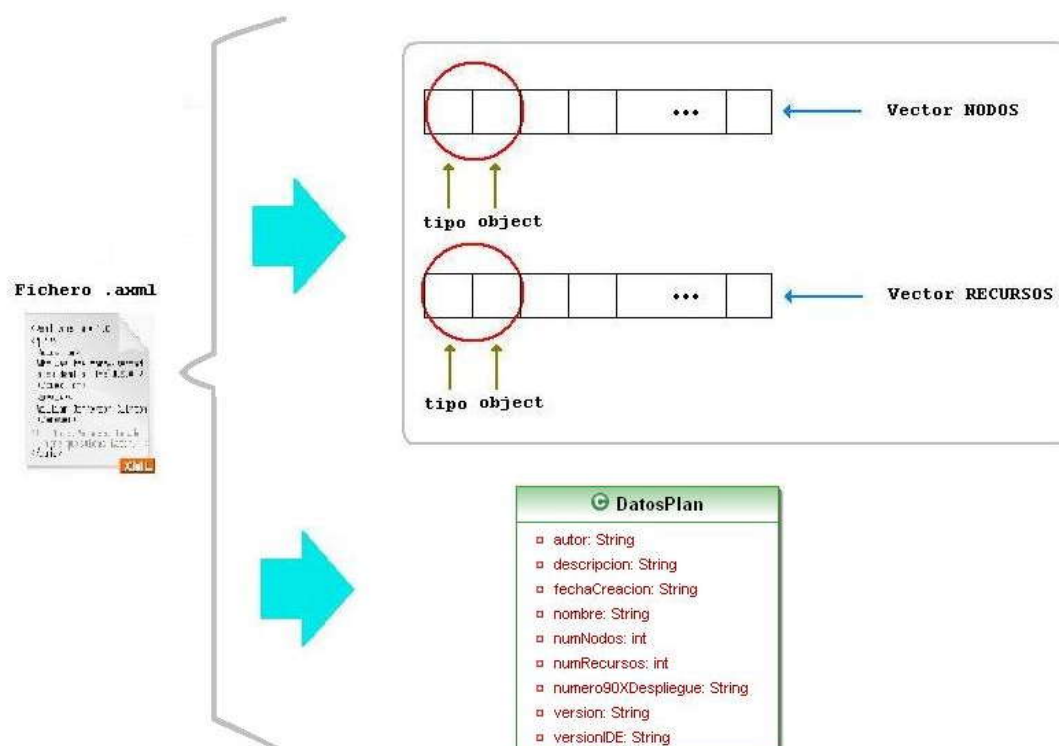 •••
Vector NODOS
tipo object
Fichero .axml
•••
Vector RECURSOS
tipo object
XML
C DatosPlan
autor: String
descripcion: String
fechaCreacion: String
nombre: String
numNodos: int
numRecursos: int
numero90XDespliegue: String
version: String
versionIDE: String